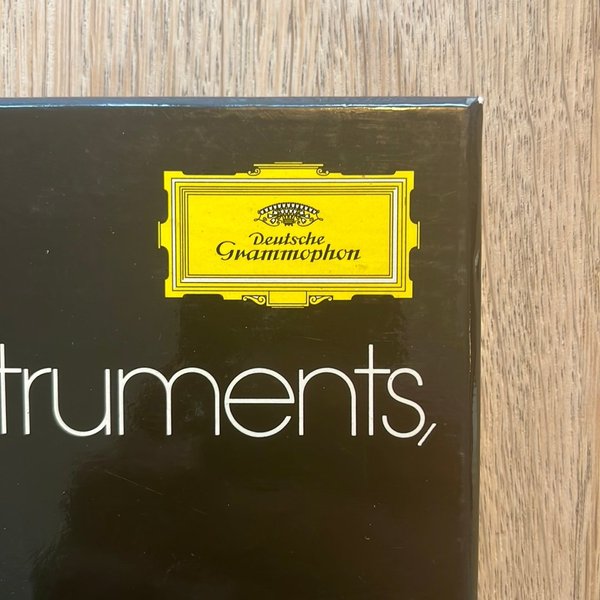 Deutsche
Grammophon
truments,